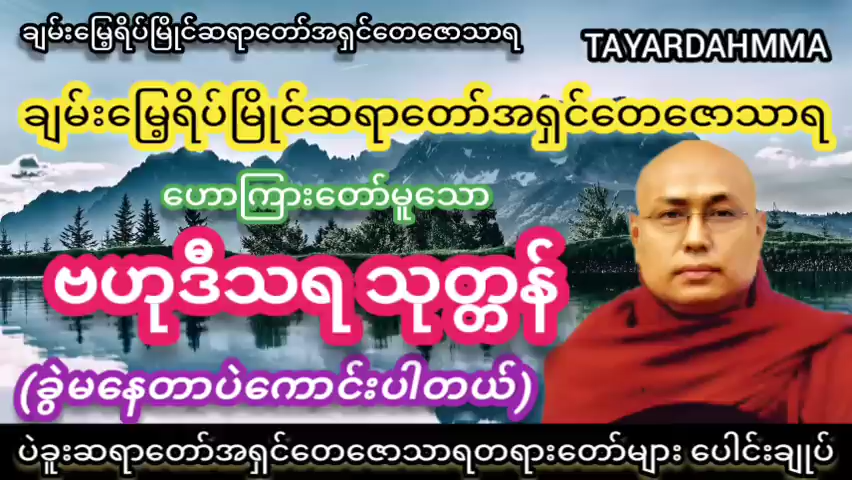 ချမ်းမြေ့ရိပ်မြိုင်ဆရာတော်အရှင်တေဇောသာရ
TAYARDAHMMA
ချမ်းမြေ့ရိပ်မြိုင်ဆရာတော်အရှင်တေဇောသာရ
ဟောကြားတော်မူသော
ဗဟုဒီသရ သုတ္တန်
(ခွဲမနေတာပဲကောင်းပါတယ်)
ပဲခူးဆရာတော်အရှင်တေဇောသာရတရားတော်များ ပေါင်းချုပ်